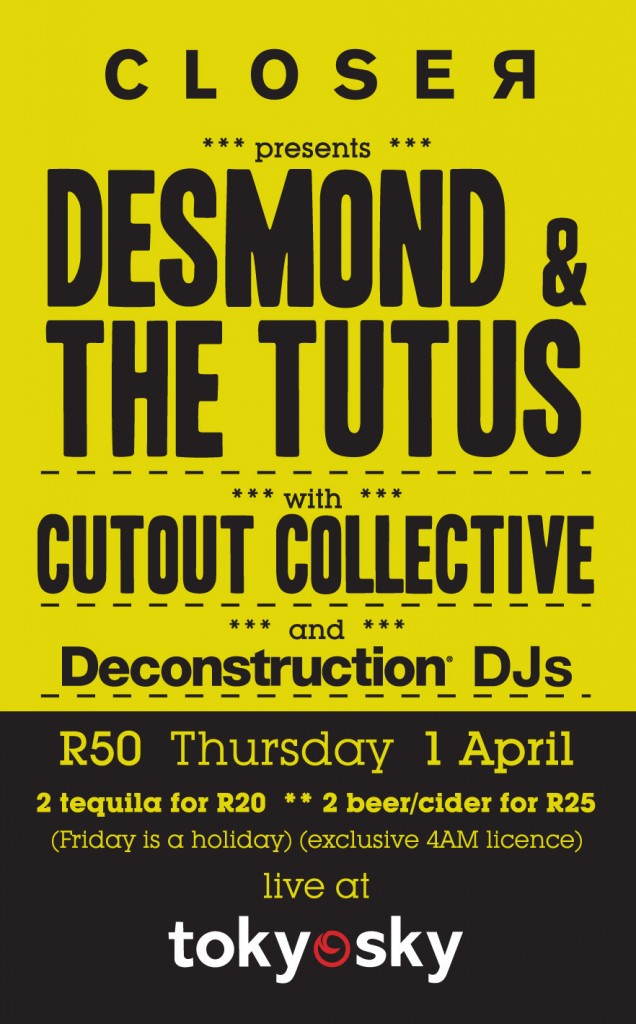 CLOSEЯ
*** presents ***
DESMOND &
THE TUTUS
*** with ***
CUTOUT COLLECTIVE
*** and ***
Deconstruction® DJs
R50 Thursday 1 April
2 tequila for R20 ** 2 beer/cider for R25
(Friday is a holiday) (exclusive 4AM licence)
live at
tokyosky